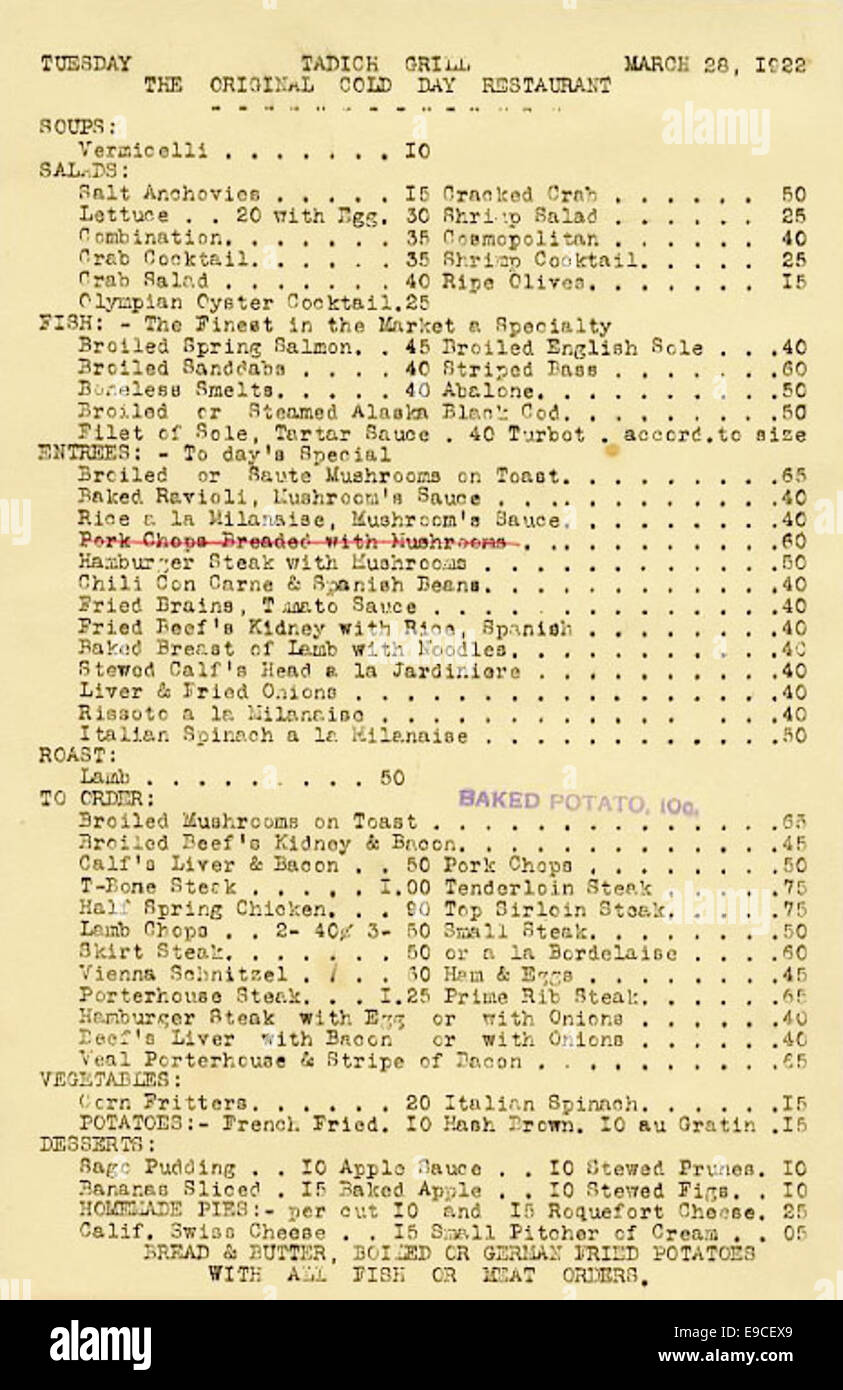 TUESDAY TADICH GRILL MARCH 28, I922
THE ORIGINAL COLD DAY RESTAURANT
- - - - - - - - - - - - - -
SOUPS:
Vermicelli . . . . . . . IO
SALADS:
Salt Anchovies . . . . . I5 Cracked Crab . . . . . . 50
Lettuce . . 20 with Egg. 30 Shrimp Salad . . . . . . 25
Combination. . . . . . . 35 Cosmopolitan . . . . . . 40
Crab Cocktail. . . . . . 35 Shrimp Cocktail. . . . . 25
Crab Salad . . . . . . . 40 Ripe Olives. . . . . . . I5
Olympian Oyster Cocktail.25
FISH: - The Finest in the Market a Specialty
Broiled Spring Salmon. . 45 Broiled English Sole . . .40
Broiled Sanddabs . . . . 40 Striped Bass . . . . . . .60
Boneless Smelts. . . . . 40 Abalone. . . . . . . . . .50
Broiled or Steamed Alaska Black Cod. . . . . . . . .50
Filet of Sole, Tartar Sauce . 40 Turbot . accord.to size
ENTREES: - To day's Special
Broiled or Saute Mushrooms on Toast. . . . . . . . .65
Baked Ravioli, Mushroom's Sauce . . . . . . . . . . .40
Rice a la Milanaise, Mushroom's Sauce. . . . . . . . .40
Pork Chops Breaded with Mushrooms . . . . . . . . . .60
Hamburger Steak with Mushrooms . . . . . . . . . . . .50
Chili Con Carne & Spanish Beans. . . . . . . . . . . .40
Fried Brains, Tomato Sauce . . . . . . . . . . . . . .40
Fried Beef's Kidney with Rice, Spanish . . . . . . . .40
Baked Breast of Lamb with Noodles. . . . . . . . . . .40
Stewed Calf's Head a la Jardiniere . . . . . . . . . .40
Liver & Fried Onions . . . . . . . . . . . . . . . . .40
Rissoto a la Milanaise . . . . . . . . . . . . . . . .40
Italian Spinach a la Milanaise . . . . . . . . . . . .50
ROAST:
Lamb . . . . . . . . . 50
TO ORDER: BAKED POTATO, 10c.
Broiled Mushrooms on Toast . . . . . . . . . . . . . .65
Broiled Beef's Kidney & Bacon. . . . . . . . . . . . .45
Calf's Liver & Bacon . . 50 Pork Chops . . . . . . . .50
T-Bone Steak . . . . . I.00 Tenderloin Steak . . . . .75
Half Spring Chicken. . . 90 Top Sirloin Steak. . . . .75
Lamb Chops . . 2- 40¢ 3- 50 Small Steak. . . . . . . .50
Skirt Steak. . . . . . . 50 or a la Bordelaise . . . .60
Vienna Schnitzel . . . . 60 Ham & Eggs . . . . . . . .45
Porterhouse Steak. . . I.25 Prime Rib Steak. . . . . .65
Hamburger Steak with Egg or with Onions . . . . . .40
Beef's Liver with Bacon or with Onions . . . . . .40
Veal Porterhouse & Stripe of Bacon . . . . . . . . . .65
VEGETABLES:
Corn Fritters. . . . . . 20 Italian Spinach. . . . . .I5
POTATOES:- French Fried. IO Hash Brown. IO au Gratin .I5
DESSERTS:
Sago Pudding . . IO Apple Sauce . . IO Stewed Prunes. IO
Bananas Sliced . I5 Baked Apple . . IO Stewed Figs. . IO
HOMEMADE PIES:- per cut IO and I5 Roquefort Cheese. 25
Calif. Swiss Cheese . . I5 Small Pitcher of Cream . . 05
BREAD & BUTTER, BOILED OR GERMAN FRIED POTATOES
WITH ALL FISH OR MEAT ORDERS.
alamy
alamy
E9CEX9
www.alamy.com